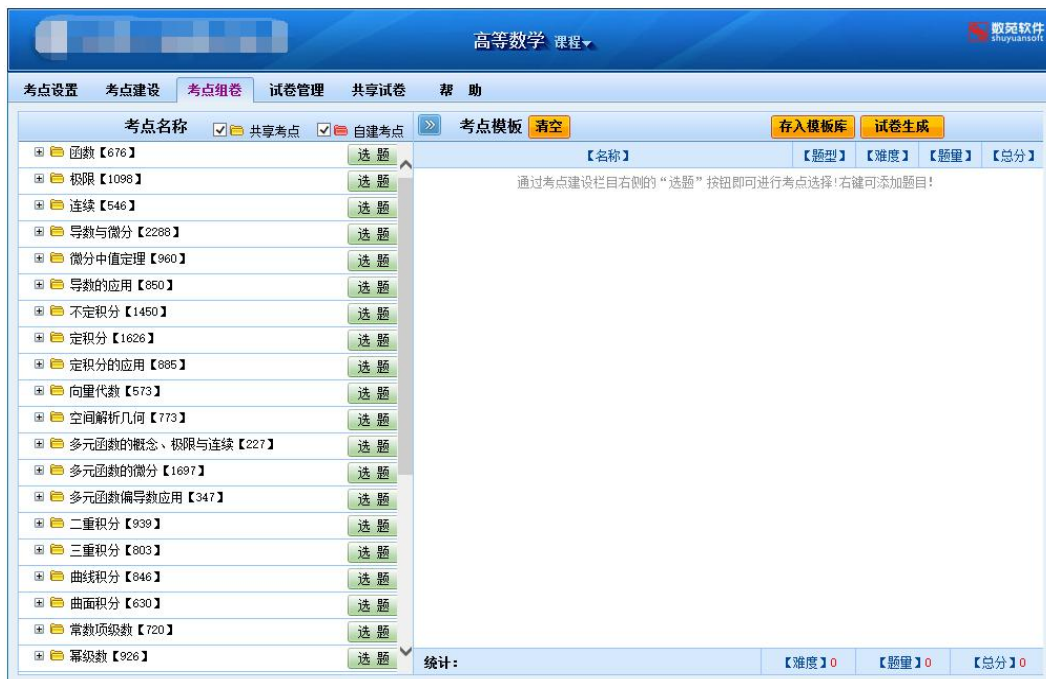 高等数学 课程▾
数苑软件
shuyuansoft
考点设置 考点建设 考点组卷 试卷管理 共享试卷 帮 助
考点名称 共享考点 自建考点 考点模板 清空 存入模板库 试卷生成
【名称】 【题型】 【难度】 【题量】 【总分】
通过考点建设栏目右侧的“选题”按钮即可进行考点选择!右键可添加题目!
函数【676】 选 题
极限【1098】 选 题
连续【546】 选 题
导数与微分【2288】 选 题
微分中值定理【960】 选 题
导数的应用【850】 选 题
不定积分【1450】 选 题
定积分【1626】 选 题
定积分的应用【885】 选 题
向量代数【573】 选 题
空间解析几何【773】 选 题
多元函数的概念、极限与连续【227】 选 题
多元函数的微分【1697】 选 题
多元函数偏导数应用【347】 选 题
二重积分【939】 选 题
三重积分【803】 选 题
曲线积分【846】 选 题
曲面积分【630】 选 题
常数项级数【720】 选 题
幂级数【926】 选 题
统计: 【难度】0 【题量】0 【总分】0